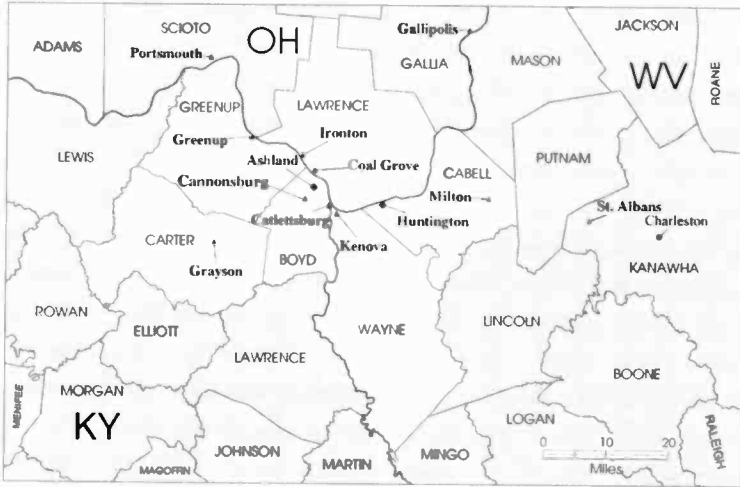 SCIOTO
OH
JACKSON
ADAMS
Portsmouth
Gallipolis
GALLIA
MASON
WV
ROANE
GREENUP
LAWRENCE
Greenup
Ironton
LEWIS
Ashland
Coal Grove
CABELL
PUTNAM
Cannonsburg
Milton
St. Albans
Catlettsburg
Huntington
Charleston
Kenova
CARTER
Grayson
BOYD
KANAWHA
ROWAN
ELLIOTT
WAYNE
LINCOLN
LAWRENCE
BOONE
MENIFEE
MORGAN
LOGAN
KY
RALEIGH
JOHNSON
MARTIN
MINGO
0 10 20
MAGOFFIN
Miles